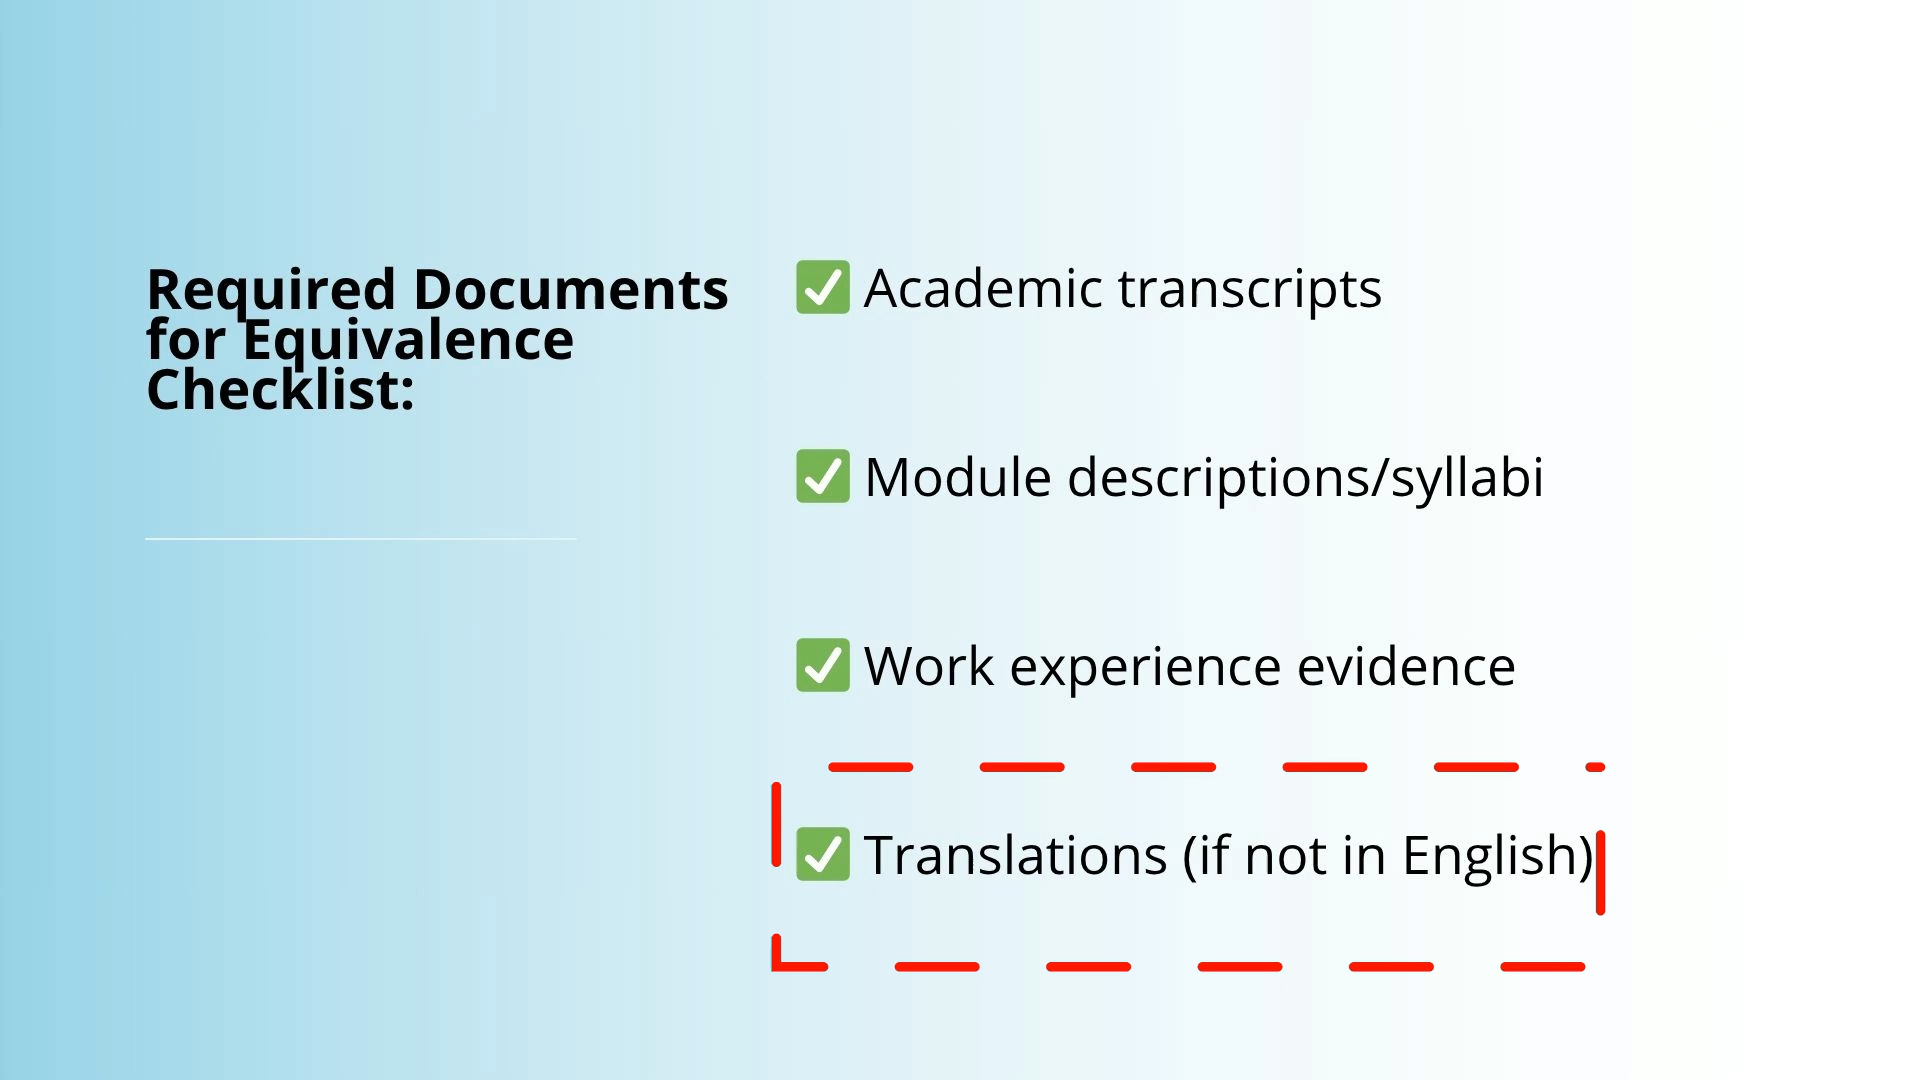 Required Documents
for Equivalence
Checklist:
✅ Academic transcripts
✅ Module descriptions/syllabi
✅ Work experience evidence
✅ Translations (if not in English)